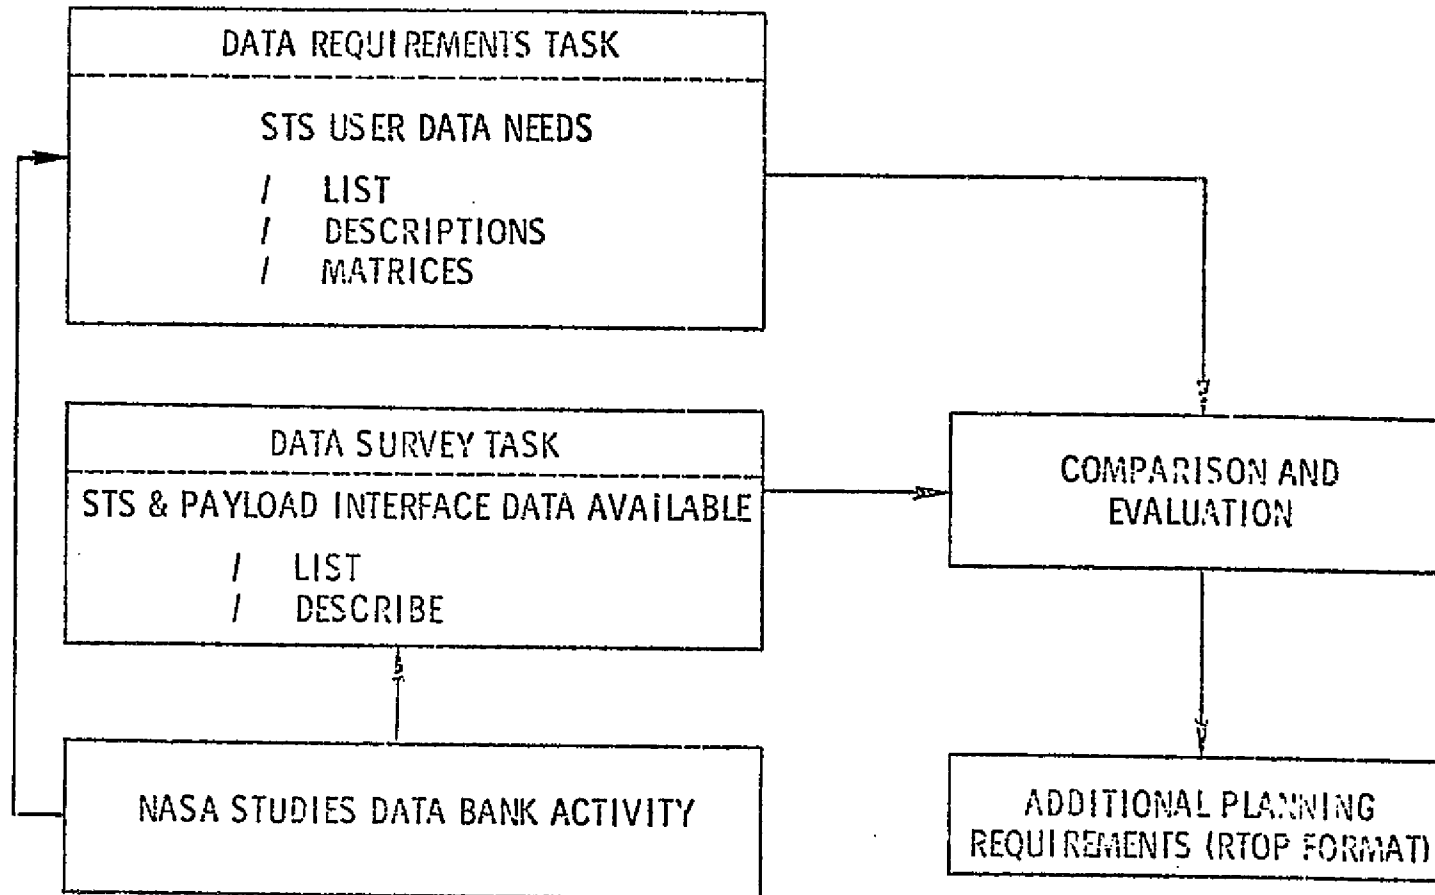 DATA REQUIREMENTS TASK
STS USER DATA NEEDS
/ LIST
/ DESCRIPTIONS
/ MATRICES
DATA SURVEY TASK
STS & PAYLOAD INTERFACE DATA AVAILABLE
/ LIST
/ DESCRIBE
NASA STUDIES DATA BANK ACTIVITY
COMPARISON AND
EVALUATION
ADDITIONAL PLANNING
REQUIREMENTS (RTOP FORMAT)